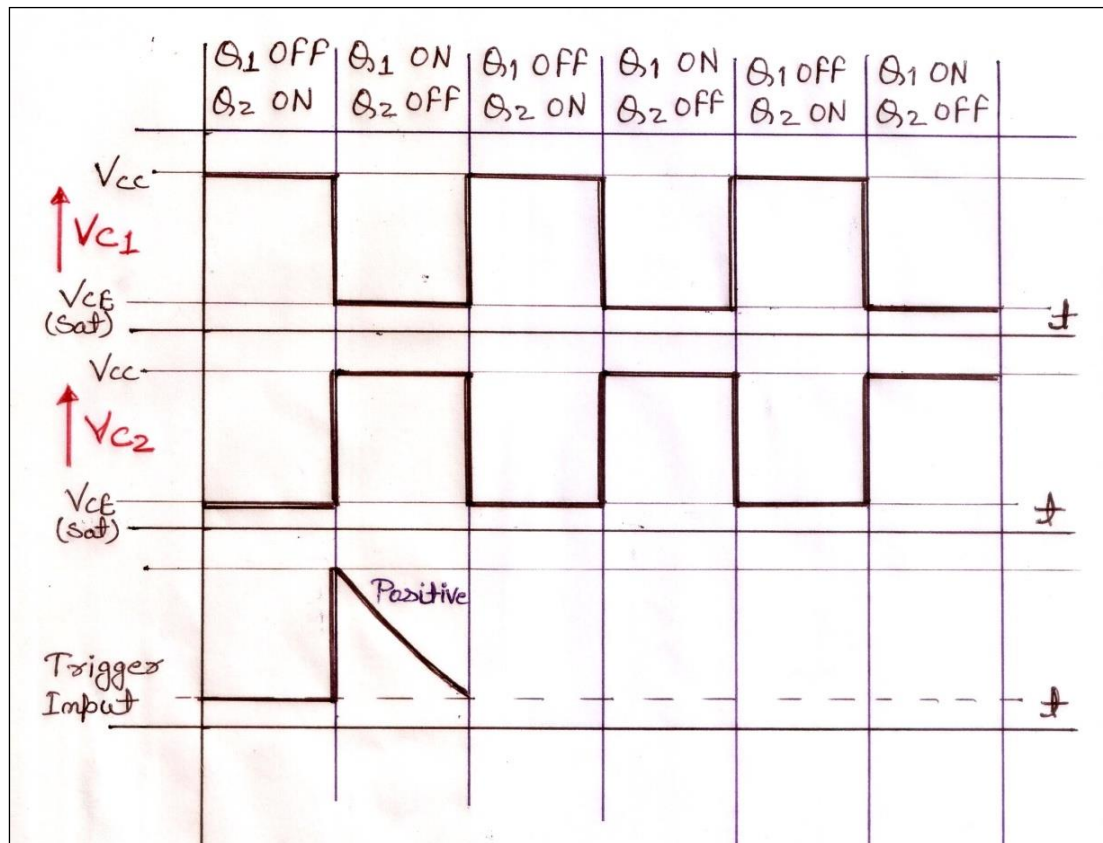 Q1 OFF
Q2 ON
Q1 ON
Q2 OFF
Q1 OFF
Q2 ON
Q1 ON
Q2 OFF
Q1 OFF
Q2 ON
Q1 ON
Q2 OFF
Vcc
VC1
VCE
(Sat)
t
Vcc
VC2
VCE
(Sat)
t
Positive
Trigger
Input
t